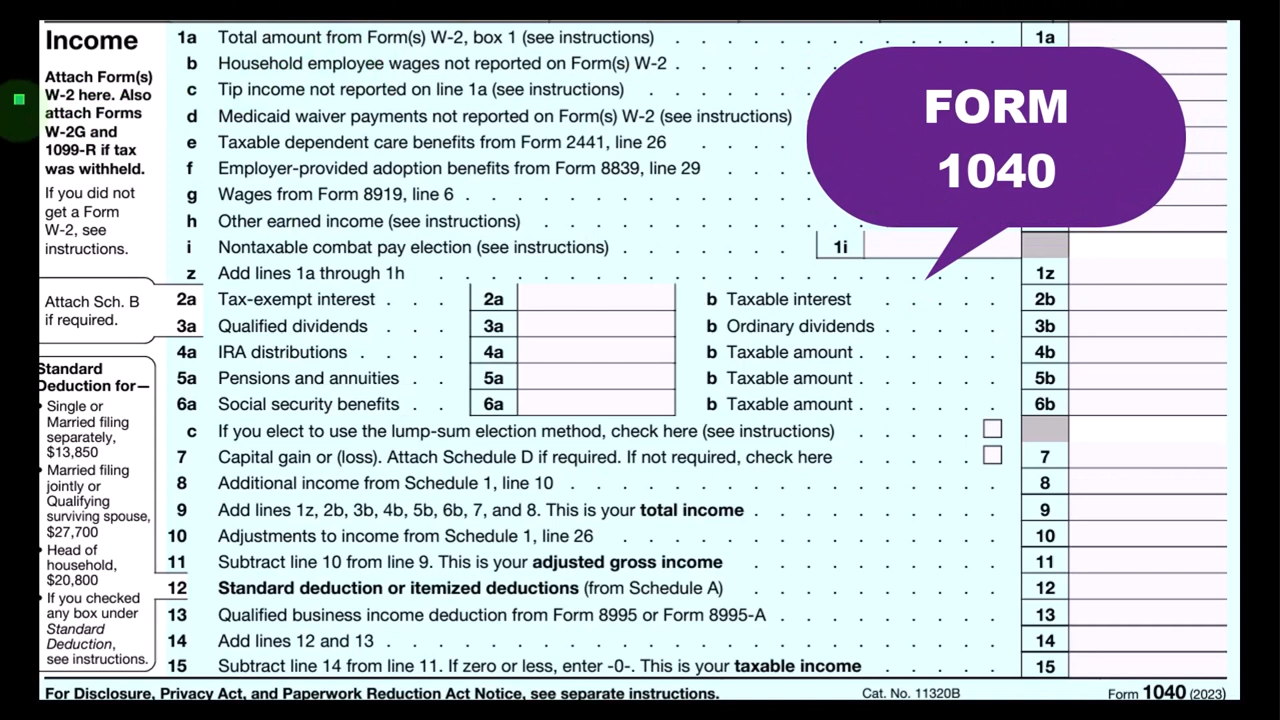 Income
Attach Form(s)
W-2 here. Also
attach Forms
W-2G and
1099-R if tax
was withheld.
If you did not
get a Form
W-2, see
instructions.
1a Total amount from Form(s) W-2, box 1 (see instructions) . . . . . . . . . . . . . 1a
b Household employee wages not reported on Form(s) W-2 .
c Tip income not reported on line 1a (see instructions) . . . . . .
d Medicaid waiver payments not reported on Form(s) W-2 (see instructions)
e Taxable dependent care benefits from Form 2441, line 26 . . . .
f Employer-provided adoption benefits from Form 8839, line 29 . . .
g Wages from Form 8919, line 6 . . . . . . . . . . . .
h Other earned income (see instructions) . . . . . . . . . .
i Nontaxable combat pay election (see instructions) . . . . . . . 1i
z Add lines 1a through 1h . . . . . . . . . . . . . . . . . . . . . 1z
FORM
1040
Attach Sch. B
if required.
2a Tax-exempt interest . . . 2a b Taxable interest . . . . . 2b
3a Qualified dividends . . . 3a b Ordinary dividends . . . . . 3b
4a IRA distributions . . . . 4a b Taxable amount . . . . . . 4b
5a Pensions and annuities . . 5a b Taxable amount . . . . . . 5b
6a Social security benefits . . 6a b Taxable amount . . . . . . 6b
c If you elect to use the lump-sum election method, check here (see instructions) . . . . .
7 Capital gain or (loss). Attach Schedule D if required. If not required, check here . . . . . 7
8 Additional income from Schedule 1, line 10 . . . . . . . . . . . . . . . . 8
9 Add lines 1z, 2b, 3b, 4b, 5b, 6b, 7, and 8. This is your total income . . . . . . . . . . 9
10 Adjustments to income from Schedule 1, line 26 . . . . . . . . . . . . . . 10
11 Subtract line 10 from line 9. This is your adjusted gross income . . . . . . . . . 11
12 Standard deduction or itemized deductions (from Schedule A) . . . . . . . . . 12
13 Qualified business income deduction from Form 8995 or Form 8995-A . . . . . . . . 13
14 Add lines 12 and 13 . . . . . . . . . . . . . . . . . . . . . . 14
15 Subtract line 14 from line 11. If zero or less, enter -0-. This is your taxable income . . . . . 15
Standard
Deduction for—
• Single or
Married filing
separately,
$13,850
• Married filing
jointly or
Qualifying
surviving spouse,
$27,700
• Head of
household,
$20,800
• If you checked
any box under
Standard
Deduction,
see instructions.
For Disclosure, Privacy Act, and Paperwork Reduction Act Notice, see separate instructions. Cat. No. 11320B Form 1040 (2023)